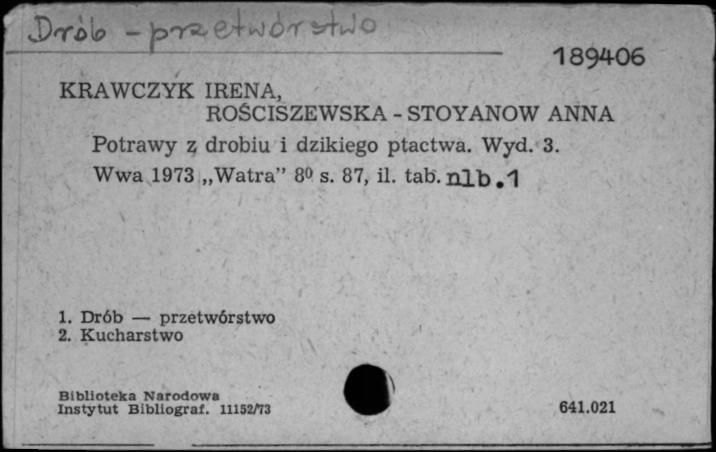 Drób - przetwórstwo
189406
KRAWCZYK IRENA,
ROŚCISZEWSKA - STOYANOW ANNA
Potrawy z drobiu i dzikiego ptactwa. Wyd. 3.
Wwa 1973 „Watra” 8⁰ s. 87, il. tab. nlb.1
1. Drób — przetwórstwo
2. Kucharstwo
Biblioteka Narodowa
Instytut Bibliograf. 11152/73
641.021